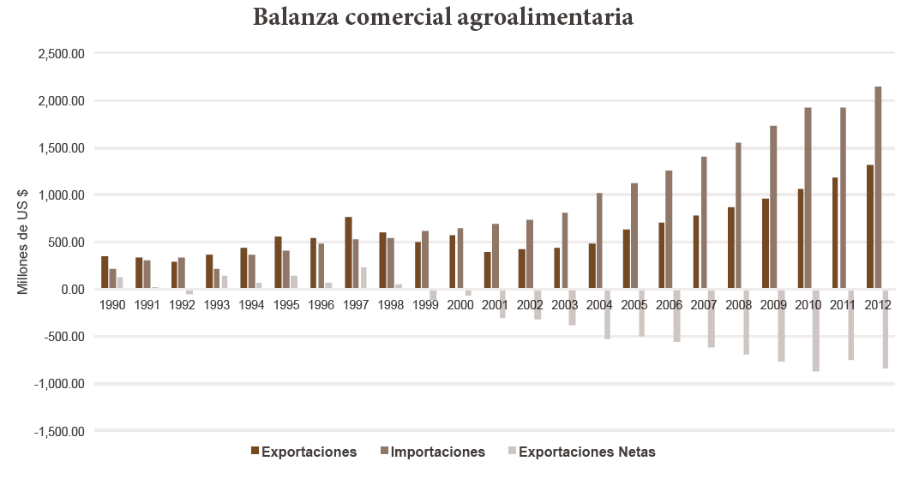 Balanza comercial agroalimentaria
2,500.00
2,000.00
1,500.00
1,000.00
500.00
0.00
-500.00
-1,000.00
-1,500.00
Millones de US $
1990 1991 1992 1993 1994 1995 1996 1997 1998 1999 2000 2001 2002 2003 2004 2005 2006 2007 2008 2009 2010 2011 2012
Exportaciones Importaciones Exportaciones Netas